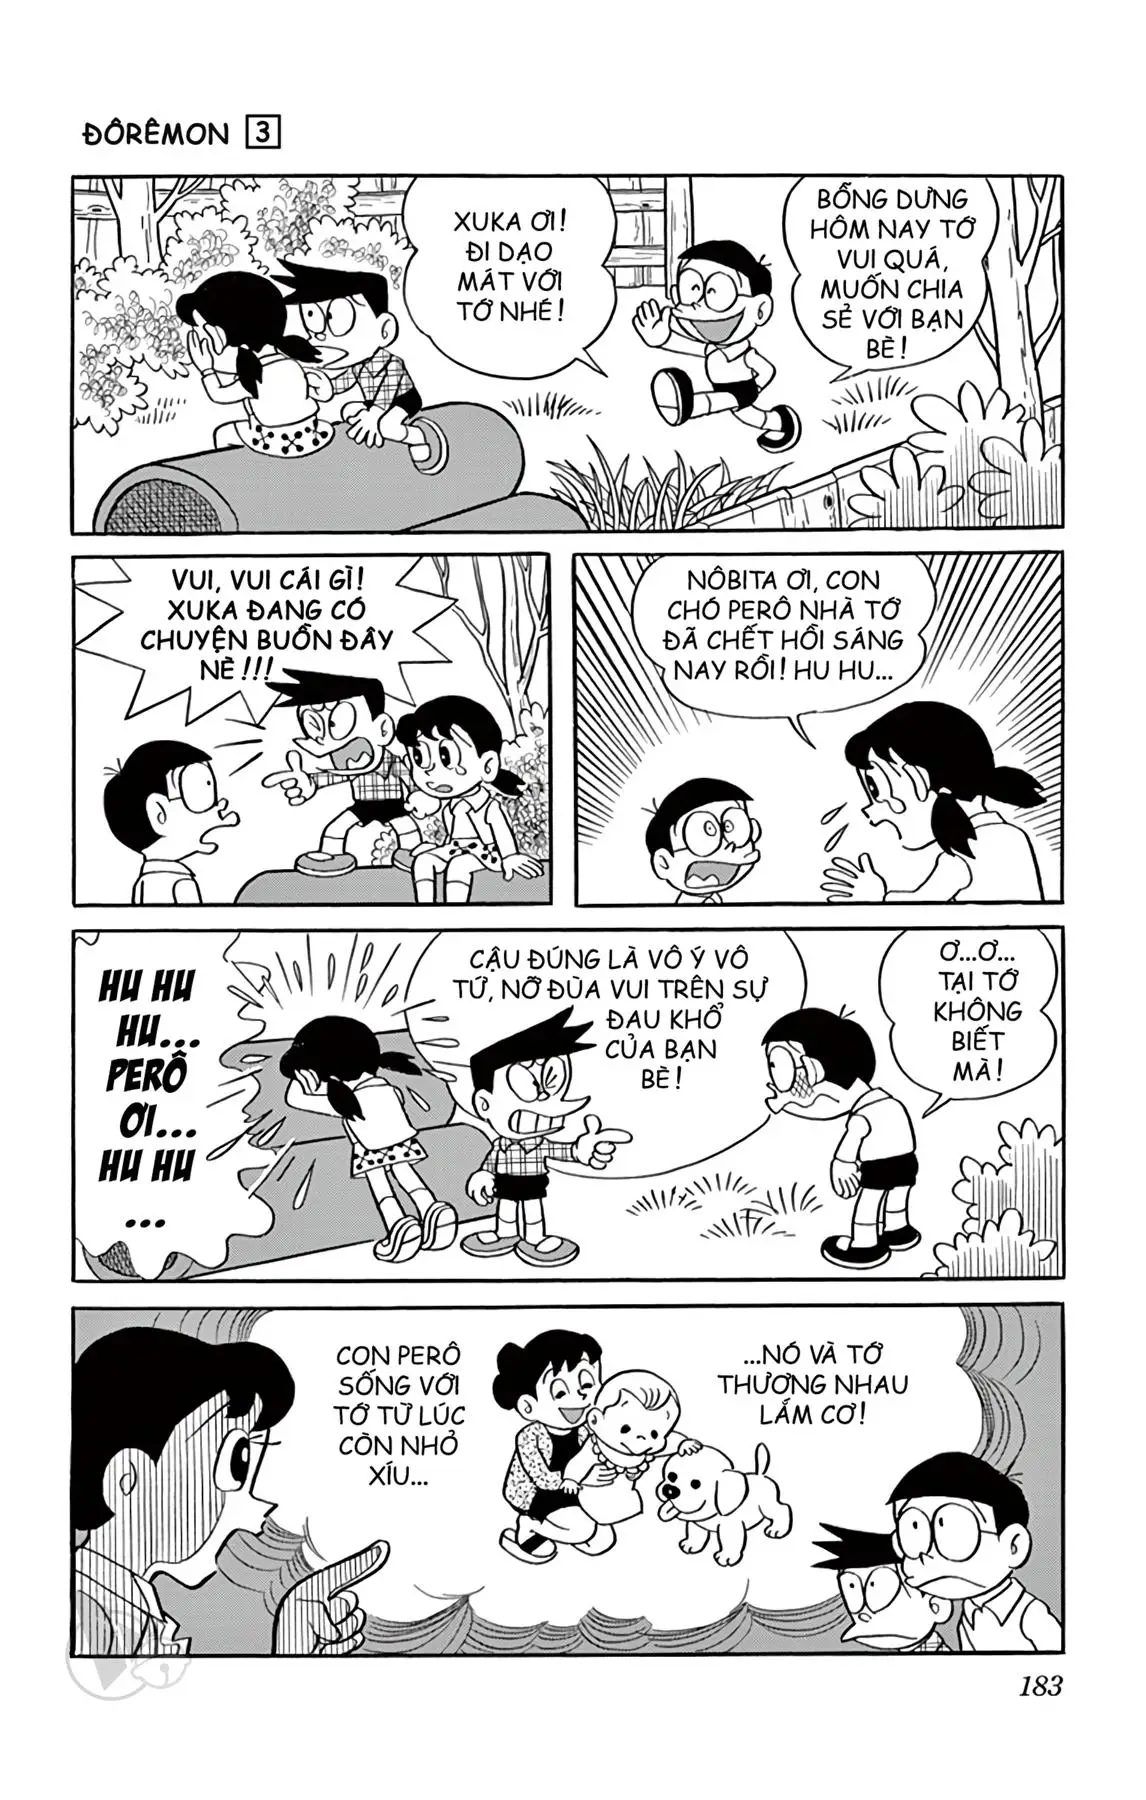 ĐÔRÊMON 3
XUKA ƠI!
ĐI DẠO
MÁT VỚI
TỚ NHÉ!
BỖNG DƯNG
HÔM NAY TỚ
VUI QUÁ,
MUỐN CHIA
SẺ VỚI BẠN
BÈ!
VUI, VUI CÁI GÌ!
XUKA ĐANG CÓ
CHUYỆN BUỒN ĐÂY
NÈ!!!
NÔBITA ƠI, CON
CHÓ PERÔ NHÀ TỚ
ĐÃ CHẾT HỒI SÁNG
NAY RỒI! HU HU...
HU HU
HU...
PERÔ
ƠI...
HU HU
...
CẬU ĐÚNG LÀ VÔ Ý VÔ
TỨ, NỠ ĐÙA VUI TRÊN SỰ
ĐAU KHỔ
CỦA BẠN
BÈ!
Ơ...Ơ...
TẠI TỚ
KHÔNG
BIẾT
MÀ!
CON PERÔ
SỐNG VỚI
TỚ TỪ LÚC
CÒN NHỎ
XÍU...
...NÓ VÀ TỚ
THƯƠNG NHAU
LẮM CƠ!
183